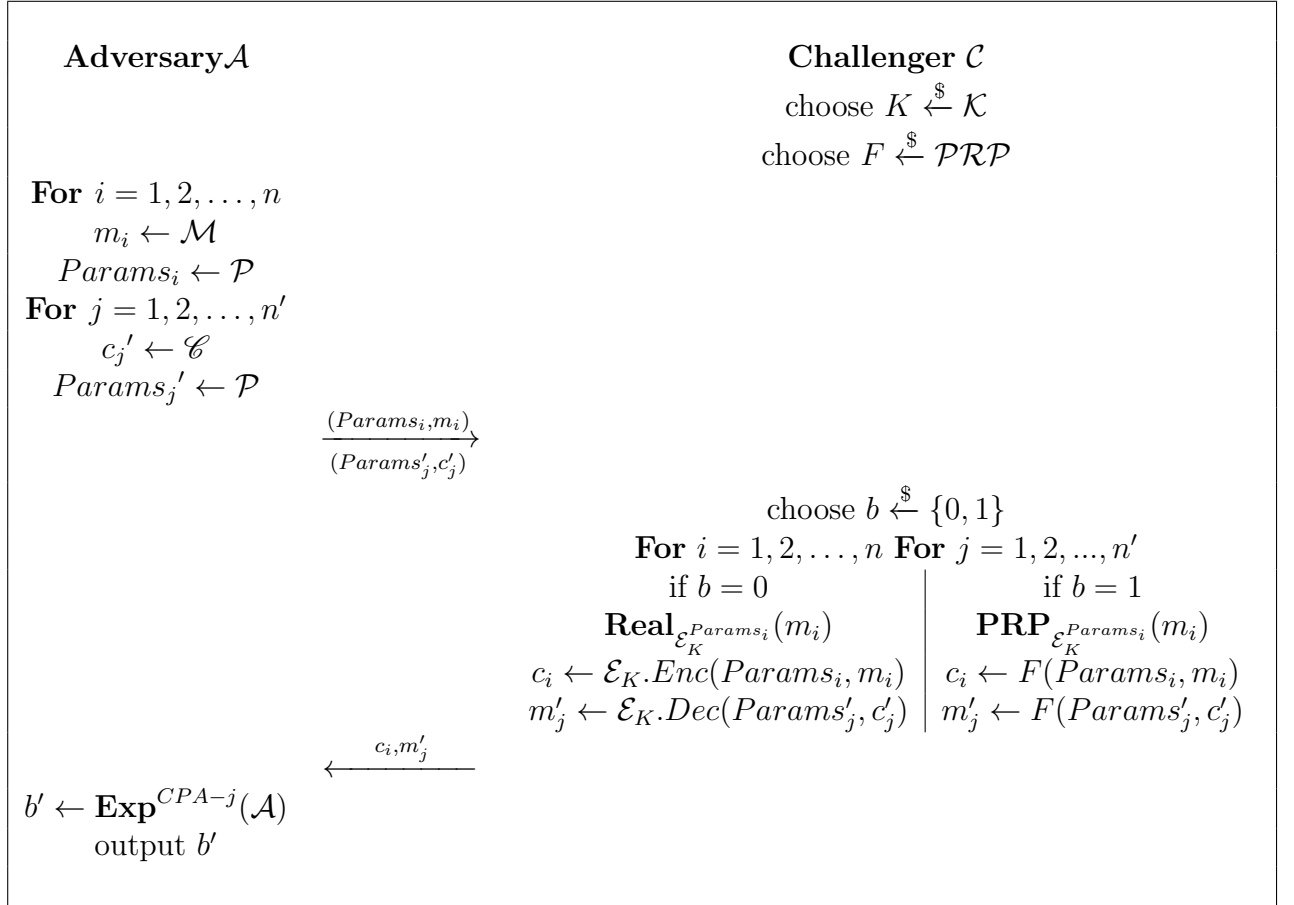 Adversary𝒜 Challenger 𝒞
choose K $← 𝒦
choose F $← 𝒫ℛ𝒫
For i = 1, 2, . . . , n
m_i ← ℳ
Params_i ← 𝒫
For j = 1, 2, . . . , n′
c_j′ ← 𝒞
Params_j′ ← 𝒫
(Params_i,m_i)
(Params′_j,c′_j)
choose b $← {0, 1}
For i = 1, 2, . . . , n For j = 1, 2, ..., n′
if b = 0 if b = 1
Real_{ℰ_K^{Params_i}}(m_i) PRP_{ℰ_K^{Params_i}}(m_i)
c_i ← ℰ_K.Enc(Params_i, m_i) c_i ← F(Params_i, m_i)
m′_j ← ℰ_K.Dec(Params′_j, c′_j) m′_j ← F(Params′_j, c′_j)
c_i,m′_j
b′ ← Exp^{CPA−j}(𝒜)
output b′